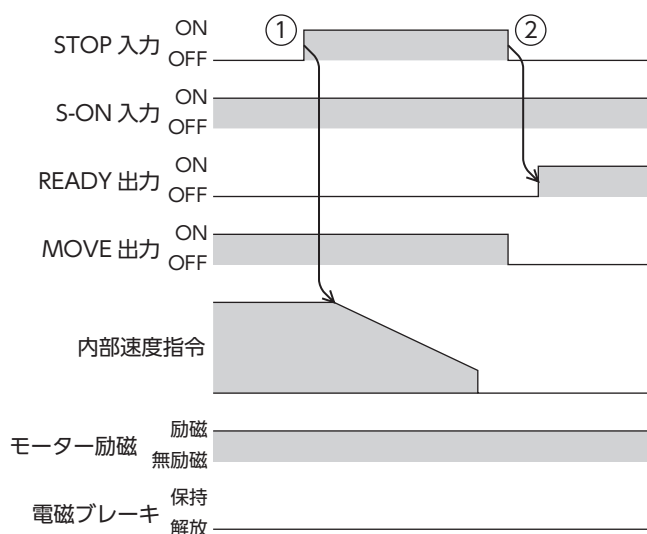 ON
STOP 入力
OFF
① ②
ON
S-ON 入力
OFF
ON
READY 出力
OFF
ON
MOVE 出力
OFF
内部速度指令
励磁
モーター励磁
無励磁
保持
電磁ブレーキ
解放